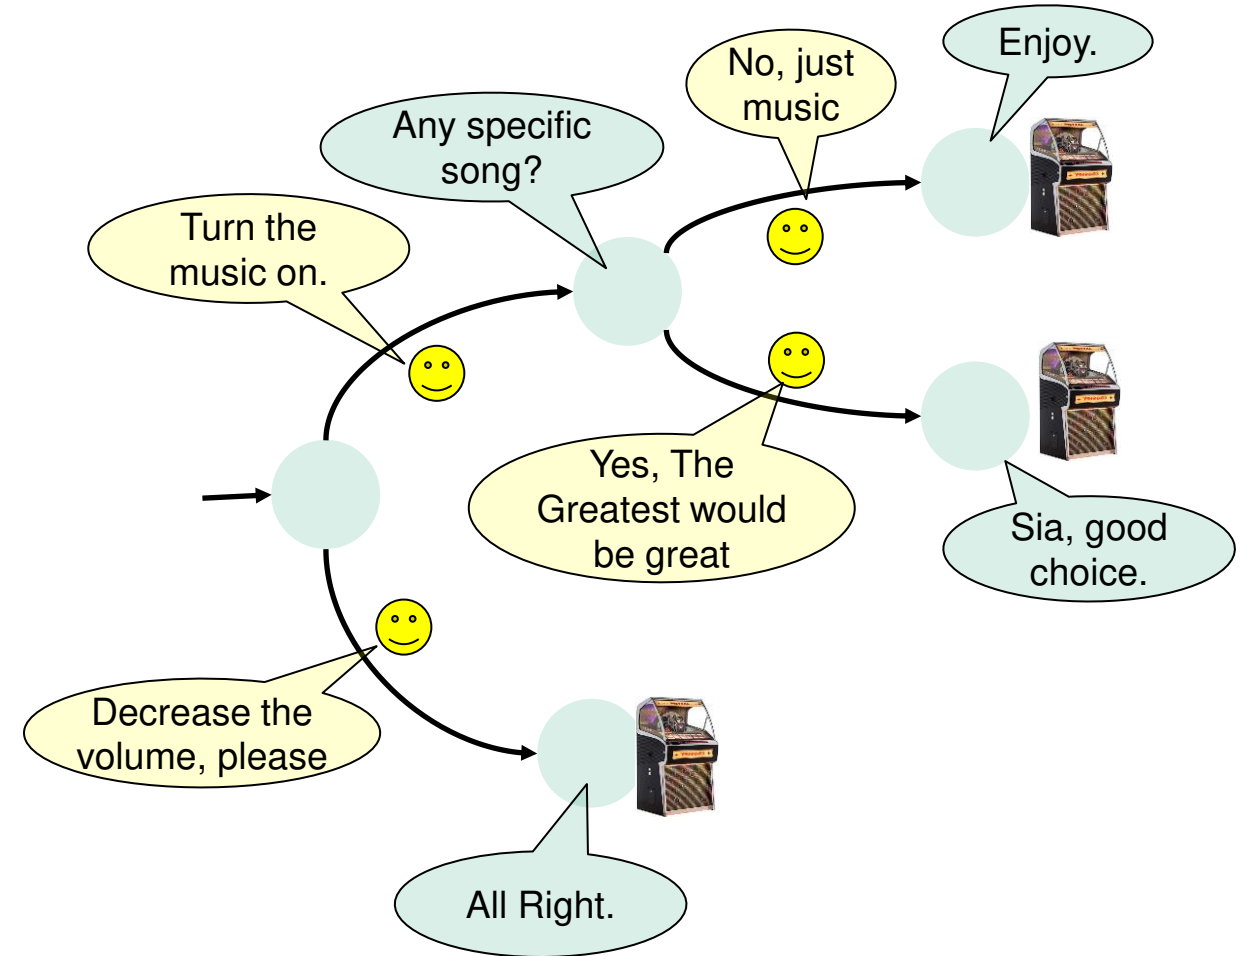 No, just
music
Enjoy.
Any specific
song?
Turn the
music on.
Yes, The
Greatest would
be great
Sia, good
choice.
Decrease the
volume, please
All Right.